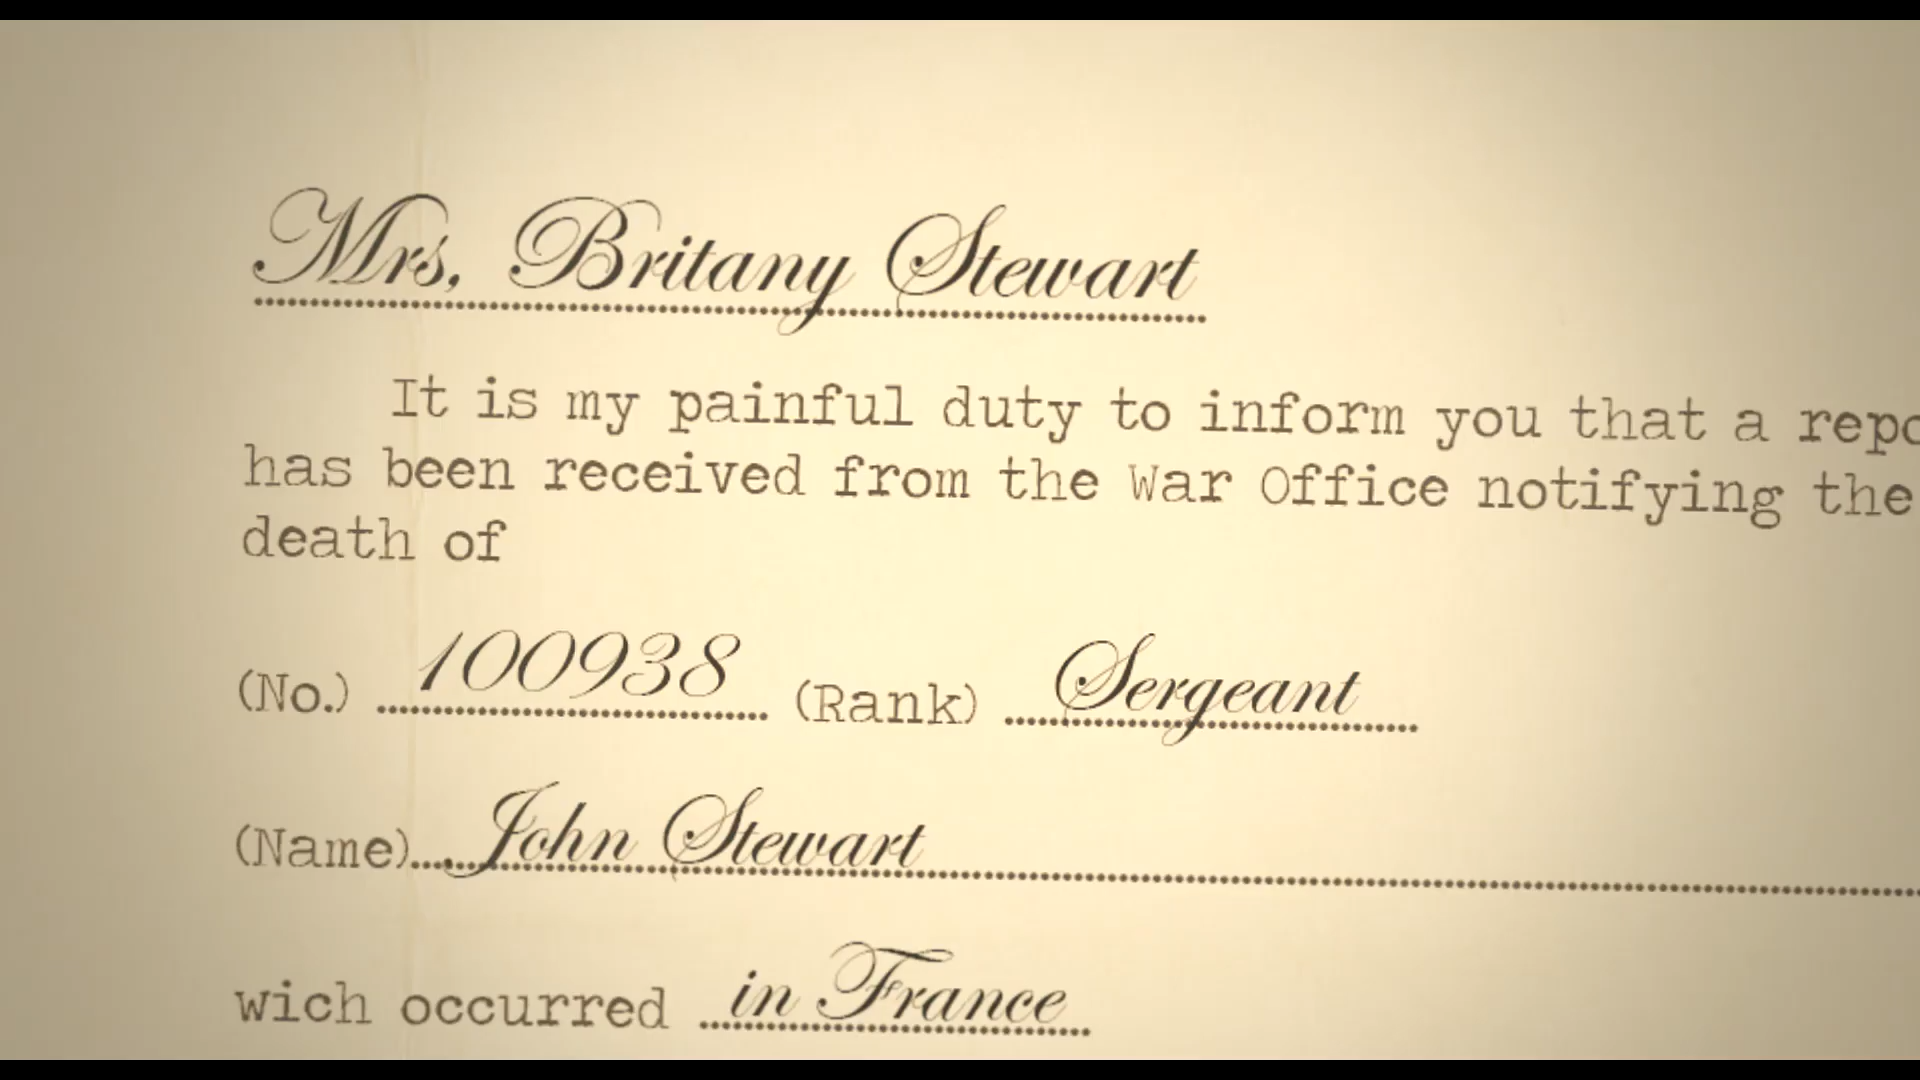 Mrs. Britany Stewart
It is my painful duty to inform you that a repo
has been received from the War Office notifying the
death of
(No.) 100938 (Rank) Sergeant
(Name) John Stewart
wich occurred in France